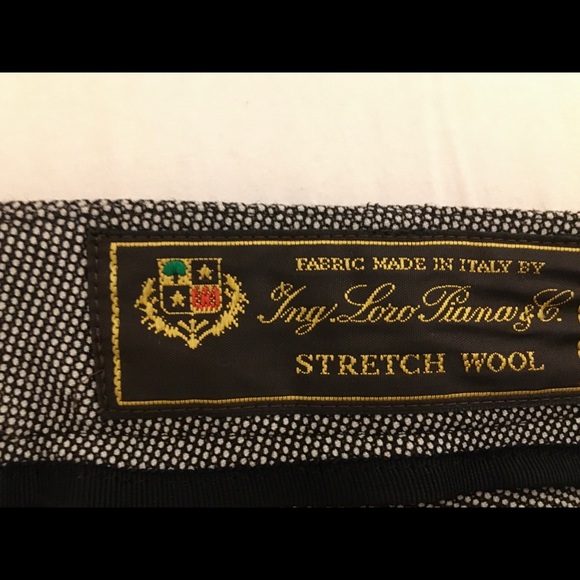 FABRIC MADE IN ITALY BY
Ing. Loro Piana & C.
STRETCH WOOL